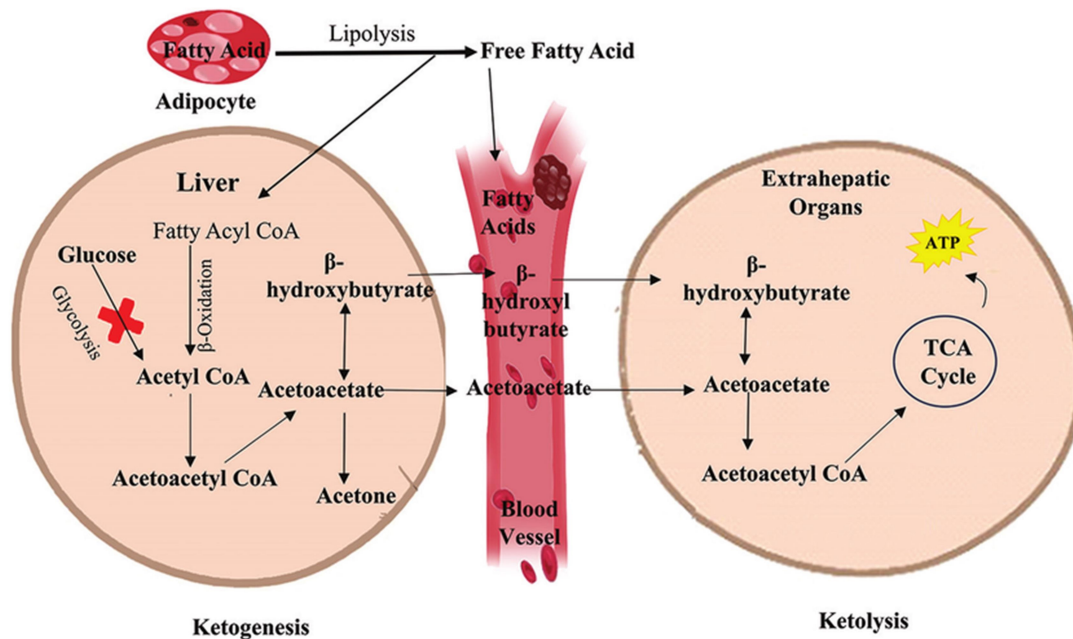 Fatty Acid
Lipolysis
Free Fatty Acid
Adipocyte
Liver
Fatty Acyl CoA
Glucose
Glycolysis
β-Oxidation
Acetyl CoA
Acetoacetyl CoA
β-
hydroxybutyrate
Acetoacetate
Acetone
Fatty
Acids
β-
hydroxyl
butyrate
Acetoacetate
Blood
Vessel
Extrahepatic
Organs
ATP
β-
hydroxybutyrate
Acetoacetate
Acetoacetyl CoA
TCA
Cycle
Ketogenesis
Ketolysis